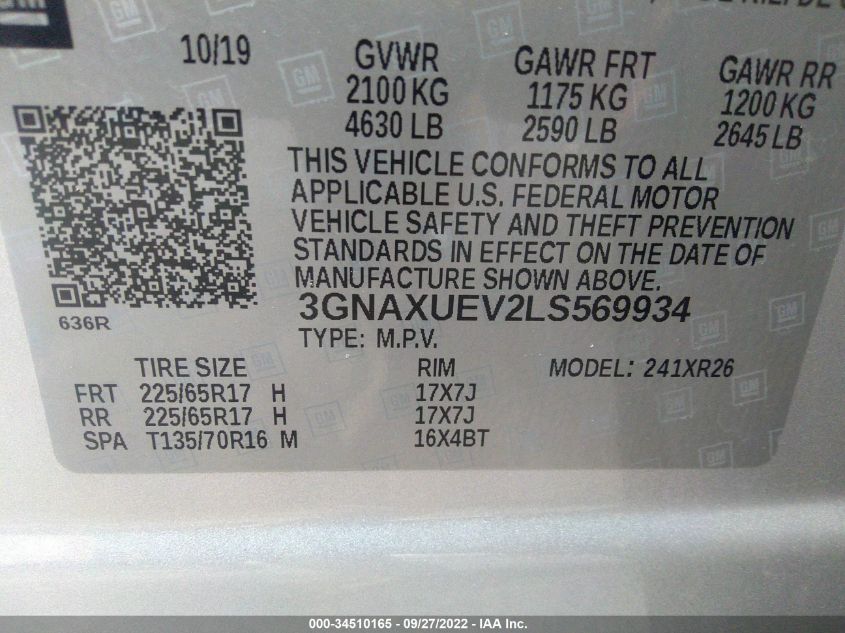 GM
10/19 GVWR GAWR FRT GAWR RR
2100 KG 1175 KG 1200 KG
4630 LB 2590 LB 2645 LB
THIS VEHICLE CONFORMS TO ALL
APPLICABLE U.S. FEDERAL MOTOR
VEHICLE SAFETY AND THEFT PREVENTION
STANDARDS IN EFFECT ON THE DATE OF
MANUFACTURE SHOWN ABOVE.
3GNAXUEV2LS569934
636R
TYPE: M.P.V.
TIRE SIZE RIM MODEL: 241XR26
FRT 225/65R17 H 17X7J
RR 225/65R17 H 17X7J
SPA T135/70R16 M 16X4BT
000-34510165 - 09/27/2022 - IAA Inc.